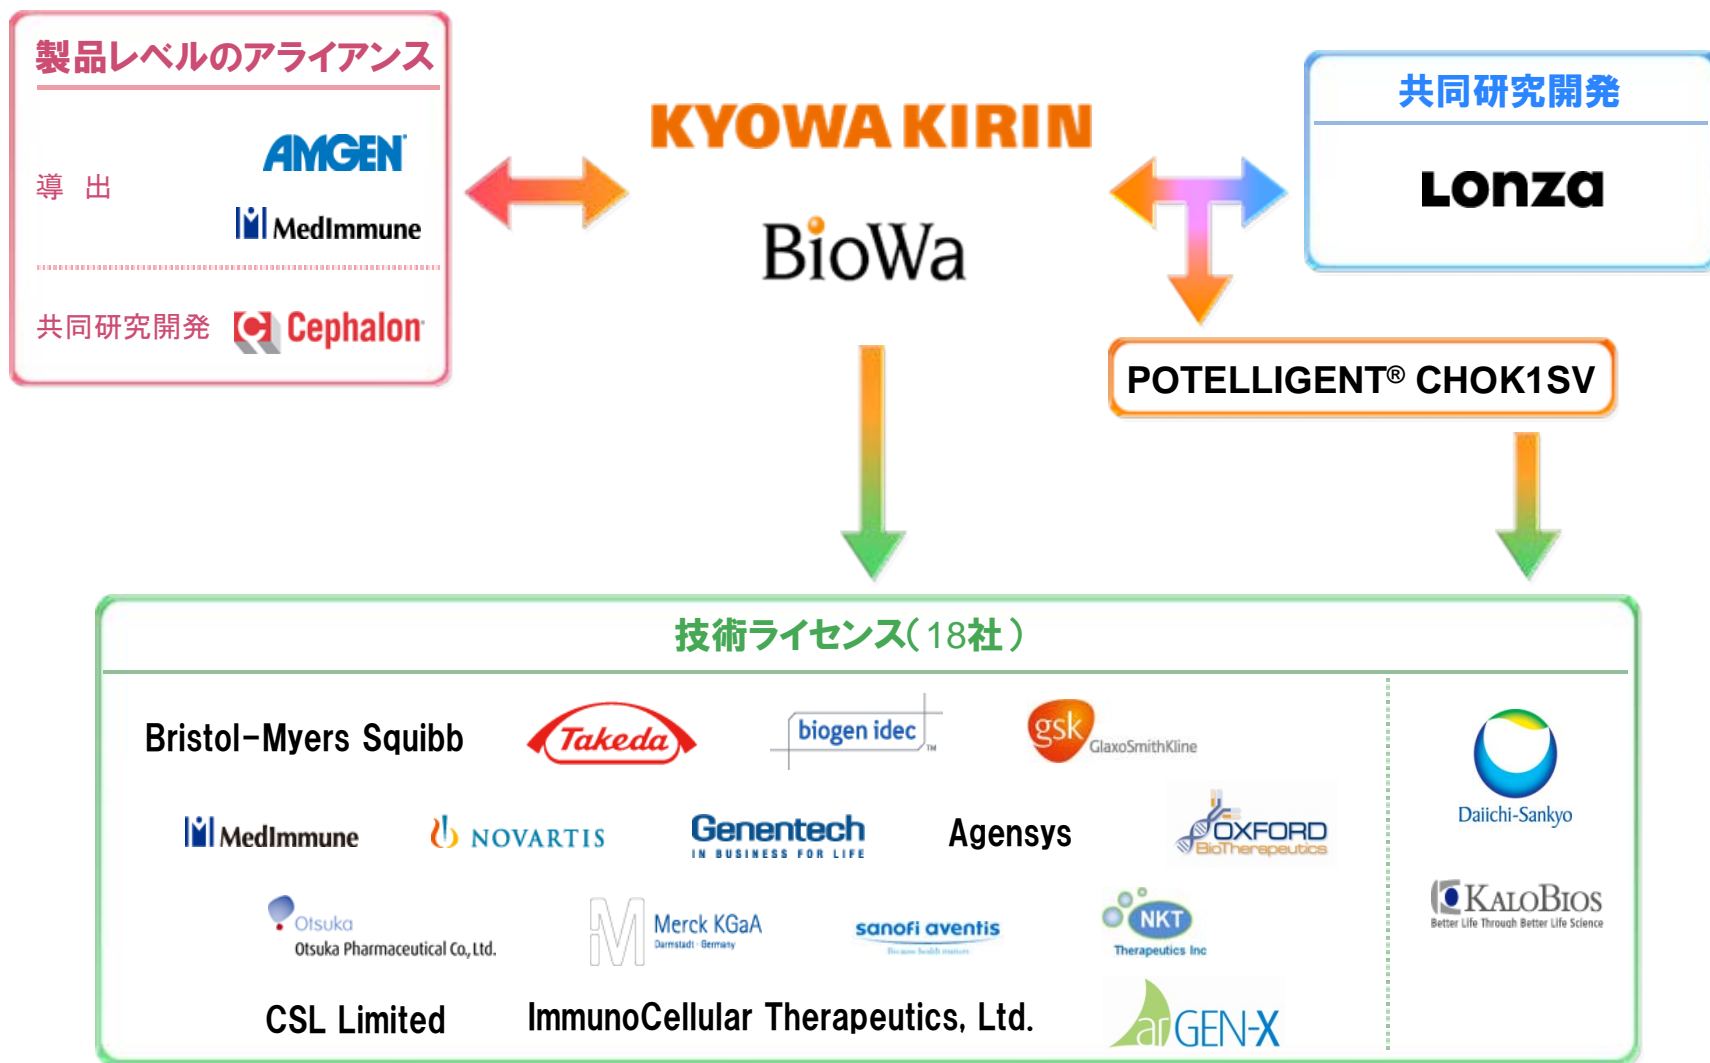 製品レベルのアライアンス
導 出
AMGEN®
MedImmune
共同研究開発
Cephalon
KYOWA KIRIN
BioWa
共同研究開発
Lonza
POTELLIGENT® CHOK1SV
技術ライセンス(18社)
Bristol-Myers Squibb
Takeda
biogen idec™
gsk GlaxoSmithKline
MedImmune
NOVARTIS
Genentech
IN BUSINESS FOR LIFE
Agensys
OXFORD
BioTherapeutics
Otsuka
Otsuka Pharmaceutical Co., Ltd.
Merck KGaA
Darmstadt · Germany
sanofi aventis
Because health matters
NKT
Therapeutics Inc
CSL Limited
ImmunoCellular Therapeutics, Ltd.
arGEN-X
Daiichi-Sankyo
KALOBIOS
Better Life Through Better Life Science